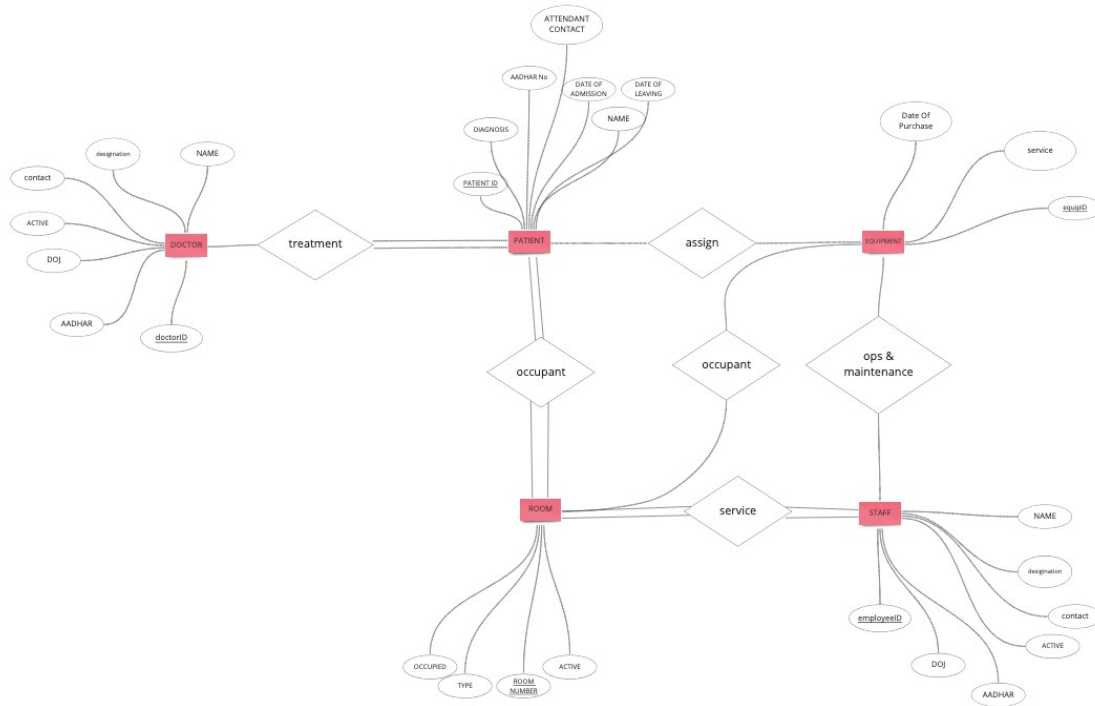 ATTENDANT
CONTACT
AADHAR No
DATE OF
ADMISSION
DATE OF
LEAVING
NAME
DIAGNOSIS
PATIENT ID
Date Of
Purchase
service
equipID
desigination
NAME
contact
ACTIVE
DOJ
AADHAR
doctorID
DOCTOR
treatment
PATIENT
assign
EQUIPMENT
occupant
occupant
ops &
maintenance
ROOM
service
STAFF
NAME
desigination
contact
ACTIVE
AADHAR
DOJ
employeeID
OCCUPIED
TYPE
ROOM
NUMBER
ACTIVE